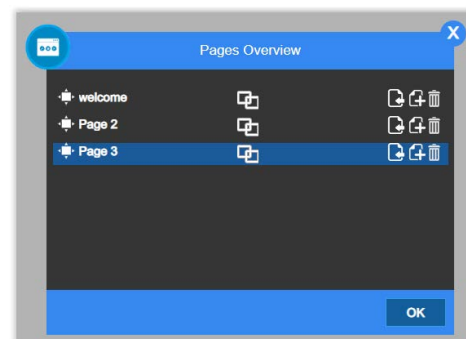 X
Pages Overview
welcome
Page 2
Page 3
OK